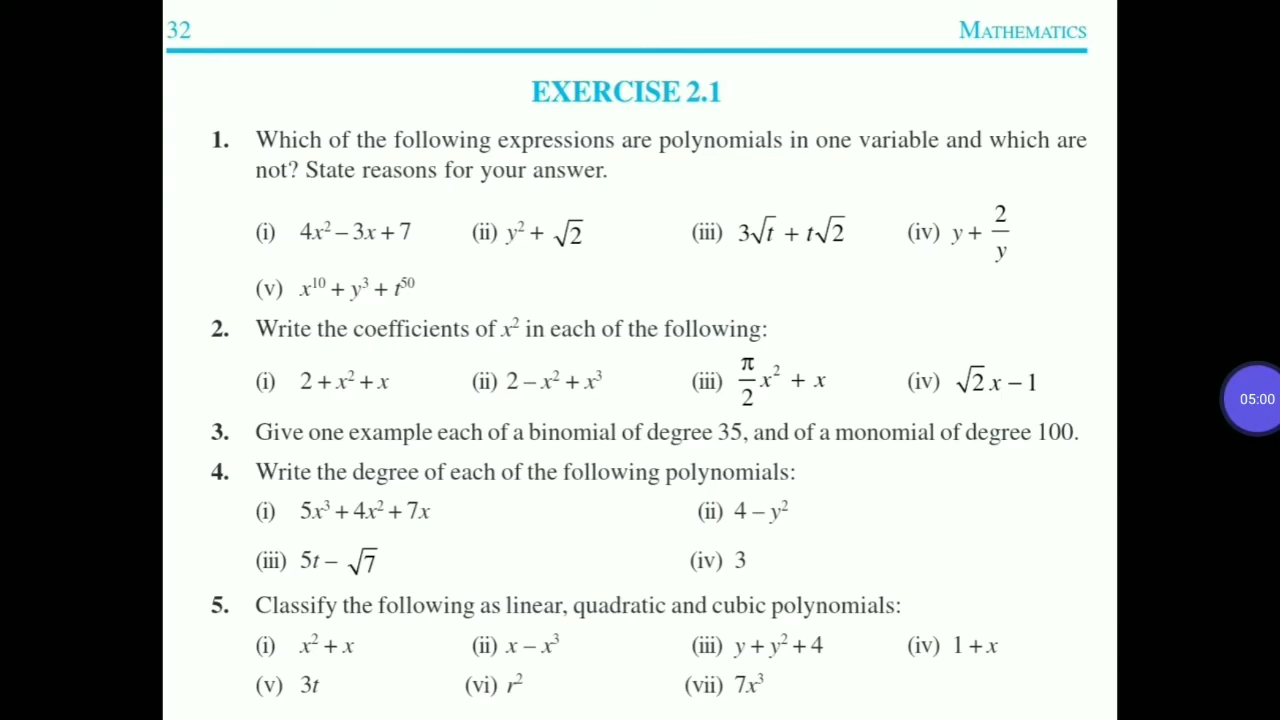 32 MATHEMATICS
EXERCISE 2.1
1. Which of the following expressions are polynomials in one variable and which are
not? State reasons for your answer.
(i) 4x² – 3x + 7 (ii) y² + √2 (iii) 3√t + t√2 (iv) y + 2/y
(v) x¹⁰ + y³ + t⁵⁰
2. Write the coefficients of x² in each of the following:
(i) 2 + x² + x (ii) 2 – x² + x³ (iii) π/2 x² + x (iv) √2 x – 1
3. Give one example each of a binomial of degree 35, and of a monomial of degree 100.
4. Write the degree of each of the following polynomials:
(i) 5x³ + 4x² + 7x (ii) 4 – y²
(iii) 5t – √7 (iv) 3
5. Classify the following as linear, quadratic and cubic polynomials:
(i) x² + x (ii) x – x³ (iii) y + y² + 4 (iv) 1 + x
(v) 3t (vi) r² (vii) 7x³
05:00